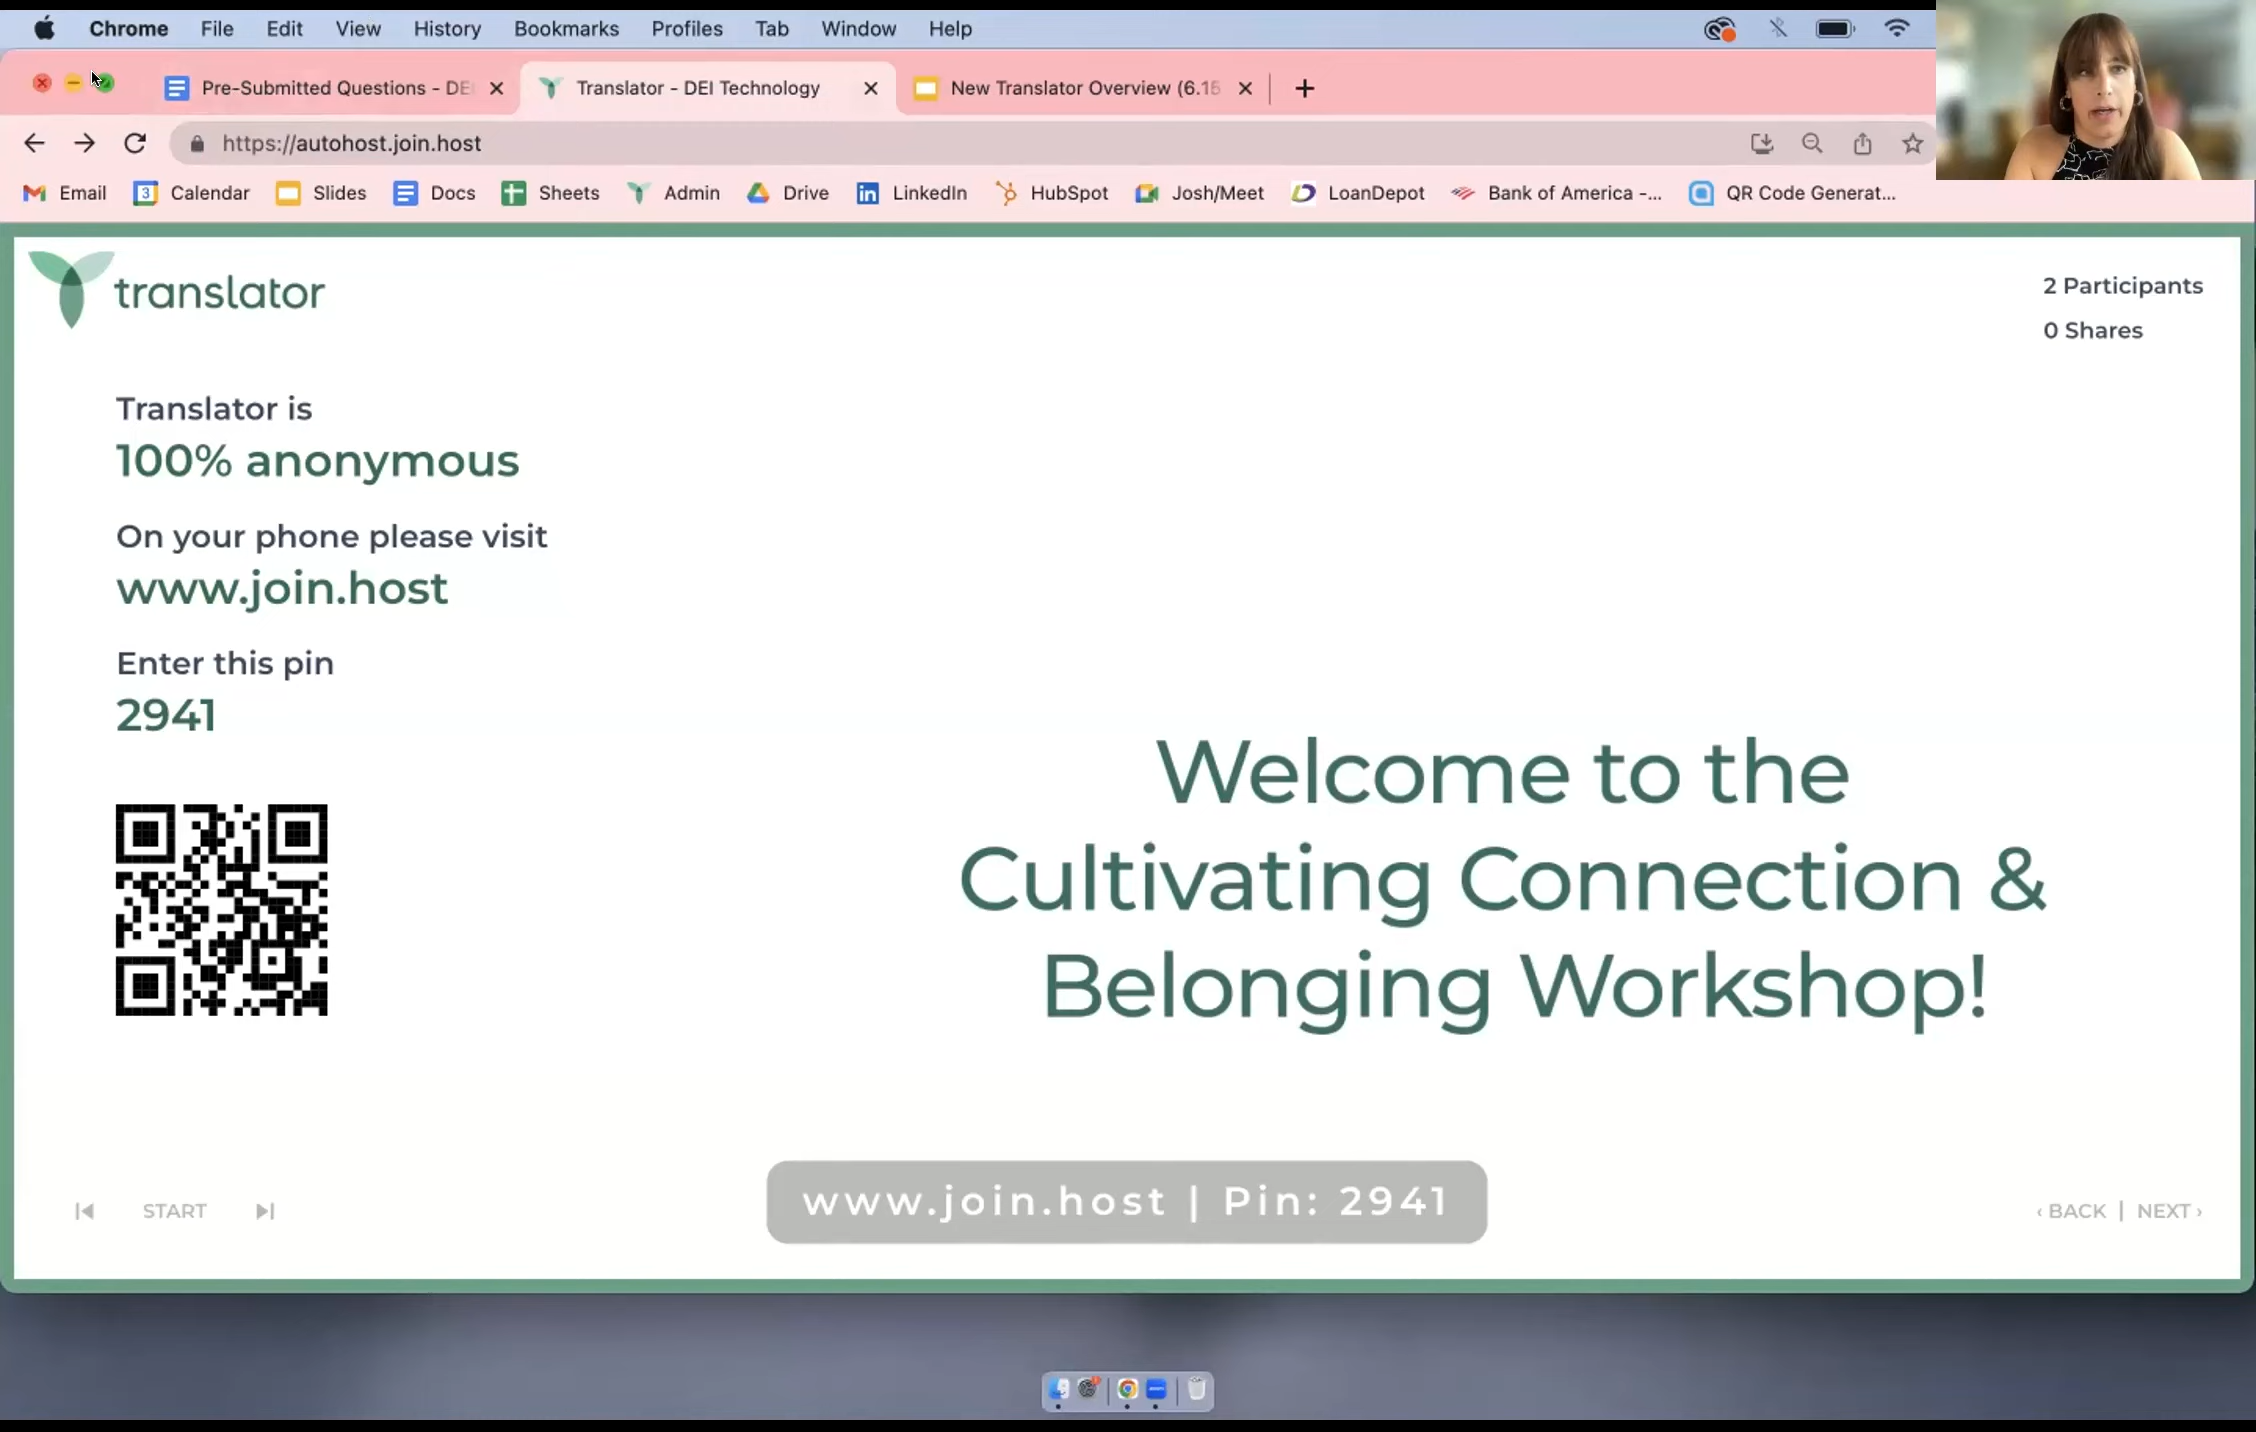 Chrome File Edit View History Bookmarks Profiles Tab Window Help
Pre-Submitted Questions - DE
Translator - DEI Technology
New Translator Overview (6.15
https://autohost.join.host
Email 3 Calendar Slides Docs Sheets Admin Drive LinkedIn HubSpot Josh/Meet LoanDepot Bank of America -... QR Code Generat...
translator
2 Participants
0 Shares
Translator is
100% anonymous
On your phone please visit
www.join.host
Enter this pin
2941
Welcome to the
Cultivating Connection &
Belonging Workshop!
START
www.join.host | Pin: 2941
‹ BACK | NEXT ›